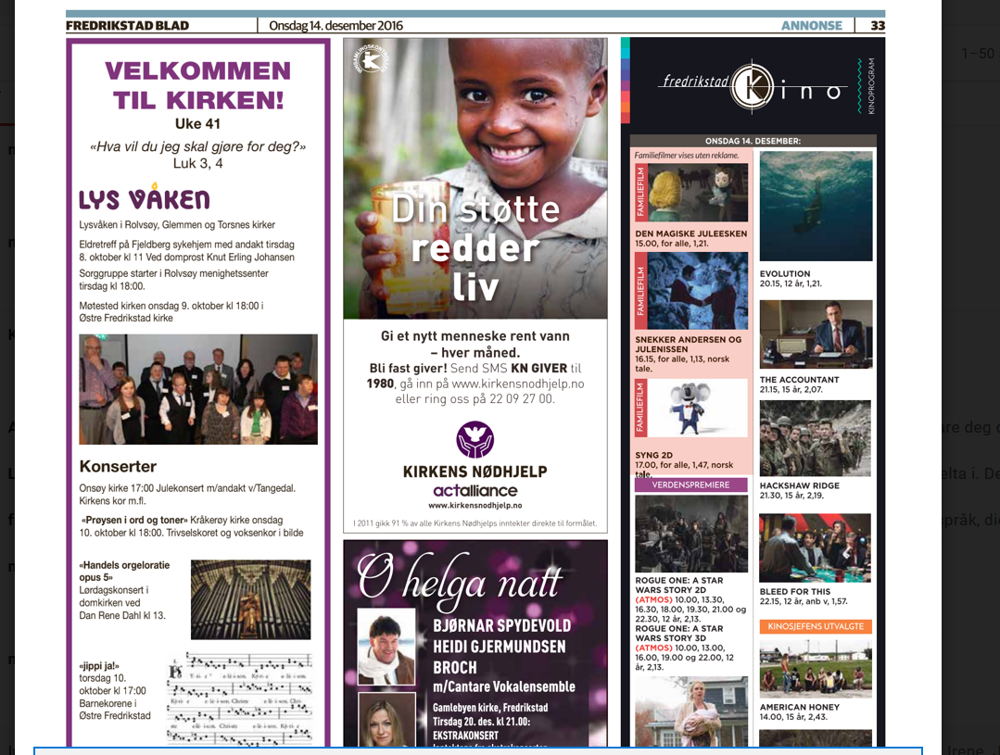 FREDRIKSTAD BLAD
Onsdag 14. desember 2016
ANNONSE
33
VELKOMMEN
TIL KIRKEN!
Uke 41
«Hva vil du jeg skal gjøre for deg?»
Luk 3, 4
LYS VÅKEN
Lysvåken i Rolvsøy, Glemmen og Torsnes kirker
Eldretreff på Fjeldberg sykehjem med andakt tirsdag
8. oktober kl 11 Ved domprost Knut Erling Johansen
Sorggruppe starter i Rolvsøy menighetssenter
tirsdag kl 18:00.
Møtested kirken onsdag 9. oktober kl 18:00 i
Østre Fredrikstad kirke
Konserter
Onsøy kirke 17:00 Julekonsert m/andakt v/Tangedal.
Kirkens kor m.fl.
«Prøysen i ord og toner» Kråkerøy kirke onsdag
10. oktober kl 18:00. Trivselskoret og voksenkor i bilde
«Handels orgeloratie
opus 5»
Lørdagskonsert i
domkirken ved
Dan Rene Dahl kl 13.
«jippi ja!»
torsdag 10.
oktober kl 17:00
Barnekorene i
Østre Fredrikstad
Din støtte
redder
liv
Gi et nytt menneske rent vann
– hver måned.
Bli fast giver! Send SMS KN GIVER til
1980, gå inn på www.kirkensnodhjelp.no
eller ring oss på 22 09 27 00.
KIRKENS NØDHJELP
actalliance
www.kirkensnodhjelp.no
I 2011 gikk 91 % av alle Kirkens Nødhjelps inntekter direkte til formålet.
O helga natt
BJØRNAR SPYDEVOLD
HEIDI GJERMUNDSEN
BROCH
m/Cantare Vokalensemble
Gamlebyen kirke, Fredrikstad
Tirsdag 20. des. kl 21.00:
EKSTRAKONSERT
fredrikstad Kino
KINOPROGRAM
ONSDAG 14. DESEMBER:
Familiefilmer vises uten reklame.
FAMILIEFILM
DEN MAGISKE JULEESKEN
15.00, for alle, 1,21.
FAMILIEFILM
SNEKKER ANDERSEN OG
JULENISSEN
16.15, for alle, 1,13, norsk
tale.
FAMILIEFILM
SYNG 2D
17.00, for alle, 1,47, norsk
tale.
VERDENSPREMIERE
ROGUE ONE: A STAR
WARS STORY 2D
(ATMOS) 10.00, 13.30,
16.30, 18.00, 19.30, 21.00 og
22.30, 12 år, 2,13.
ROGUE ONE: A STAR
WARS STORY 3D
(ATMOS) 10.00, 13.00,
16.00, 19.00 og 22.00, 12
år, 2,13.
EVOLUTION
20.15, 12 år, 1,21.
THE ACCOUNTANT
21.15, 15 år, 2,07.
HACKSHAW RIDGE
21.30, 15 år, 2,19.
BLEED FOR THIS
22.15, 12 år, anb v, 1,57.
KINOSJEFENS UTVALGTE
AMERICAN HONEY
14.00, 15 år, 2,43.
1–50